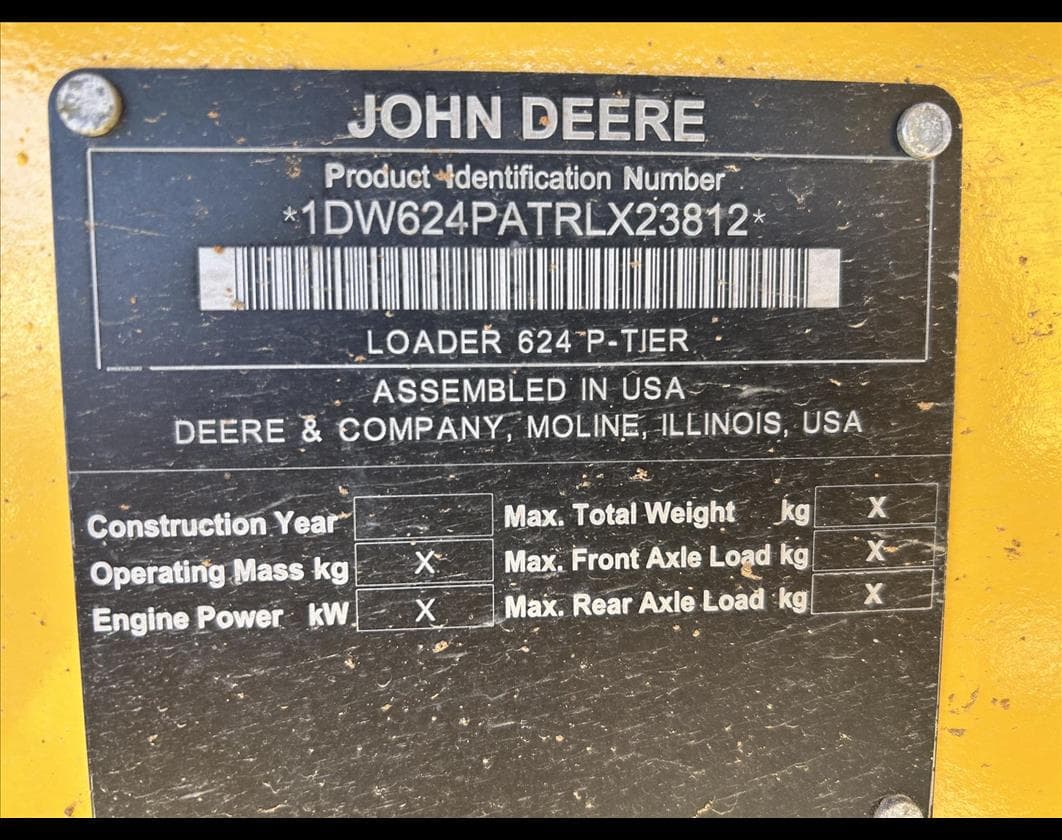 JOHN DEERE
Product Identification Number
*1DW624PATRLX23812*
LOADER 624 P-TIER
ASSEMBLED IN USA
DEERE & COMPANY, MOLINE, ILLINOIS, USA
Construction Year
Operating Mass kg X
Engine Power kW X
Max. Total Weight kg X
Max. Front Axle Load kg X
Max. Rear Axle Load kg X